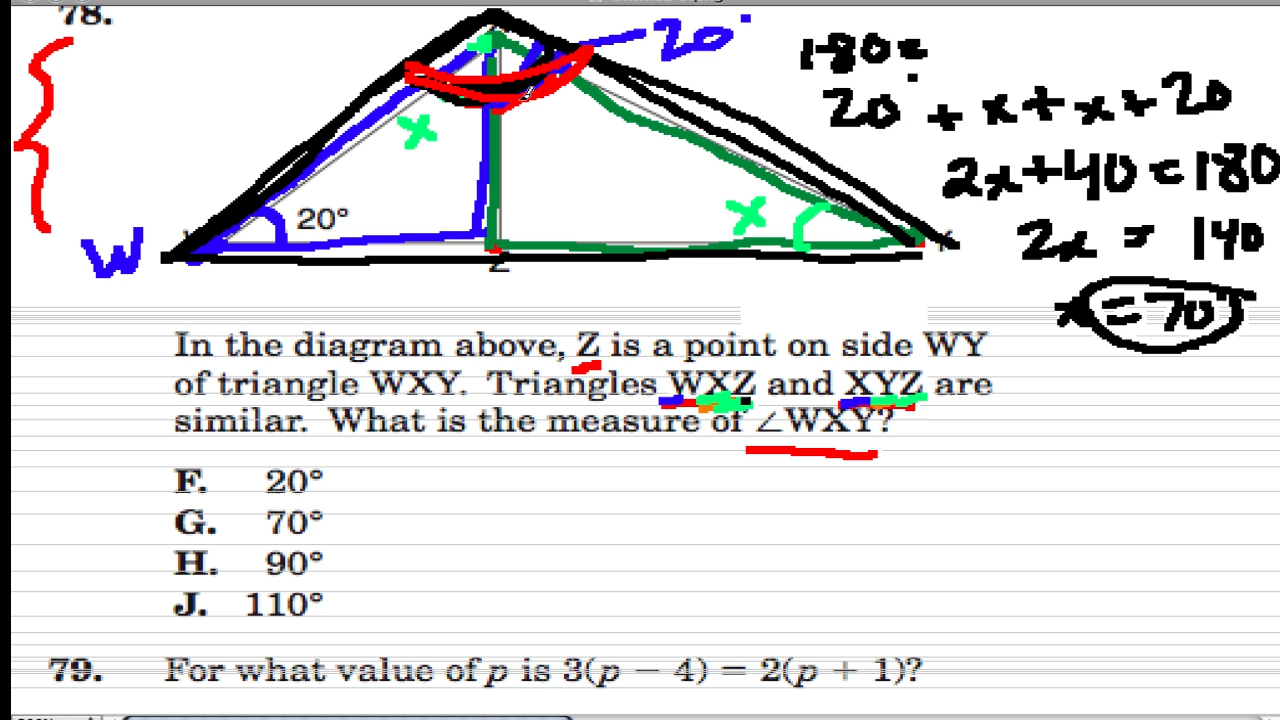 78.
20°
180=
20° + x + x + 20
2x + 40 = 180
2x = 140
x = 70
x
x
20°
W
Z
In the diagram above, Z is a point on side WY
of triangle WXY. Triangles WXZ and XYZ are
similar. What is the measure of ∠WXY?
F. 20°
G. 70°
H. 90°
J. 110°
79. For what value of p is 3(p − 4) = 2(p + 1)?